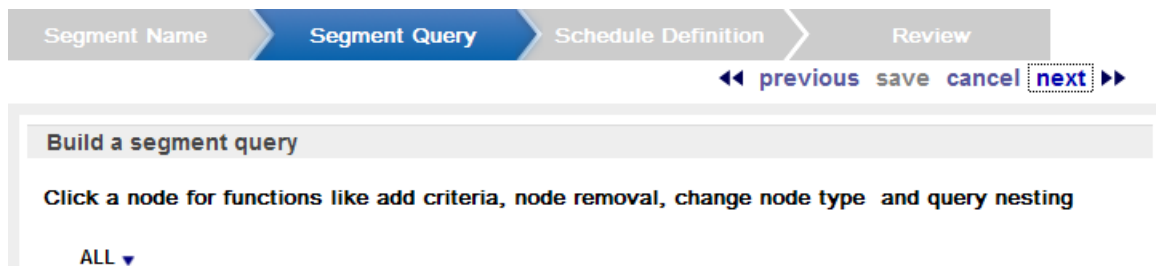 Segment Name Segment Query Schedule Definition Review
previous save cancel next
Build a segment query
Click a node for functions like add criteria, node removal, change node type and query nesting
ALL